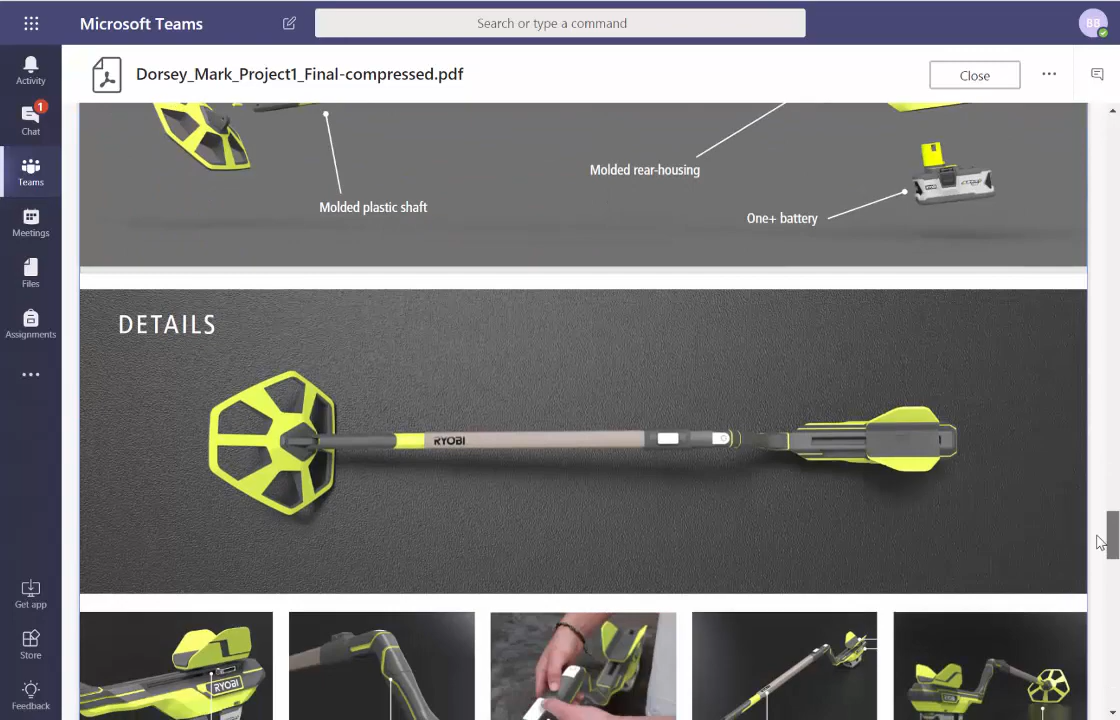 Microsoft Teams
Search or type a command
BB
Activity
Dorsey_Mark_Project1_Final-compressed.pdf
Close
1
Chat
Teams
Meetings
Files
Assignments
Get app
Store
Feedback
Molded rear-housing
Molded plastic shaft
One+ battery
DETAILS
RYOBI
RYOBI